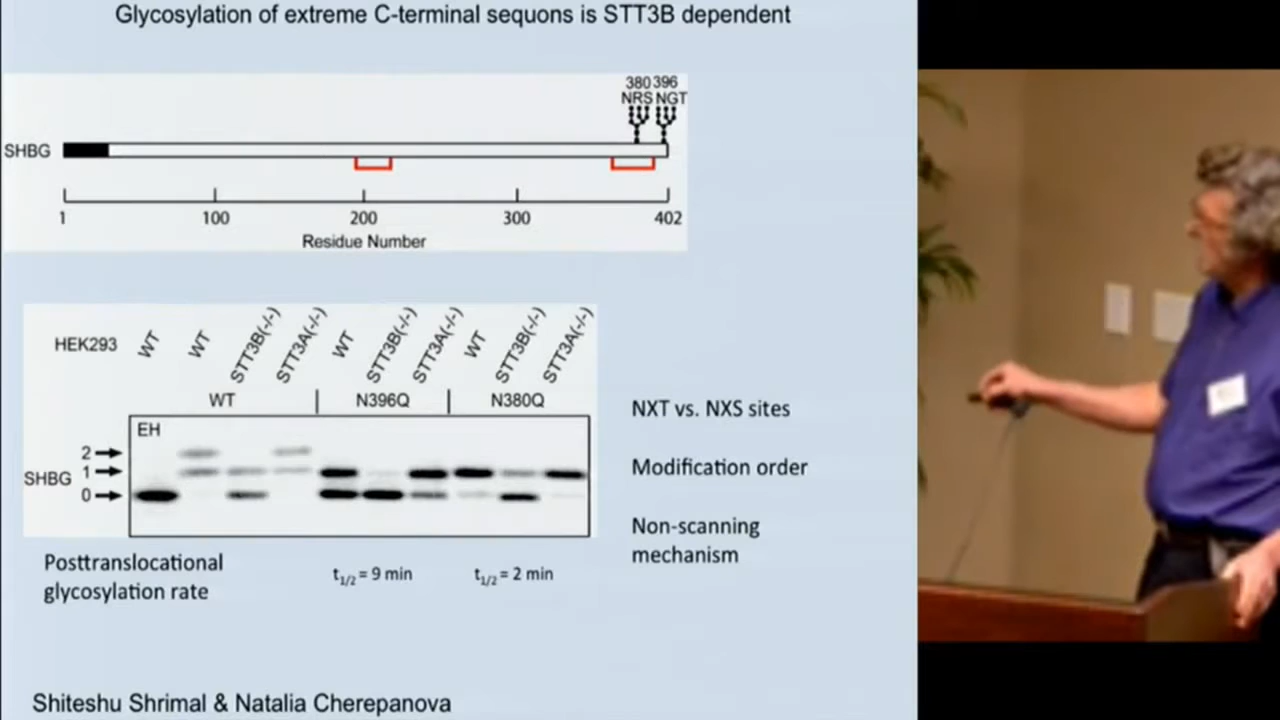 Glycosylation of extreme C-terminal sequons is STT3B dependent
380 396
NRS NGT
SHBG
1 100 200 300 402
Residue Number
HEK293 WT WT STT3B(-/-) STT3A(-/-) WT STT3B(-/-) STT3A(-/-) WT STT3B(-/-) STT3A(-/-)
WT N396Q N380Q
EH
2
SHBG 1
0
NXT vs. NXS sites
Modification order
Non-scanning
mechanism
Posttranslocational
glycosylation rate
t1/2 = 9 min t1/2 = 2 min
Shiteshu Shrimal & Natalia Cherepanova